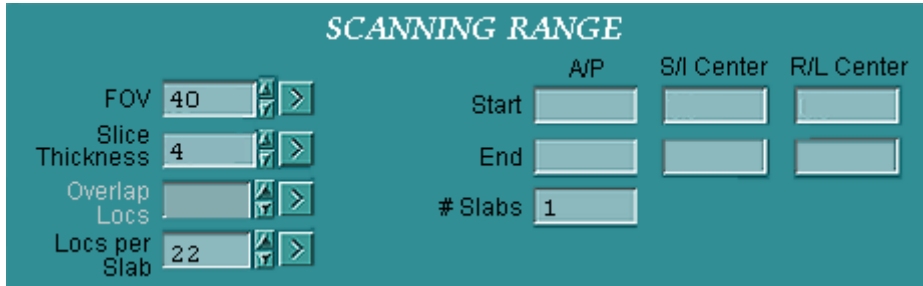 SCANNING RANGE
A/P S/I Center R/L Center
FOV 40 >
Start
Slice
Thickness 4 >
End
Overlap
Locs >
# Slabs 1
Locs per
Slab 22 >